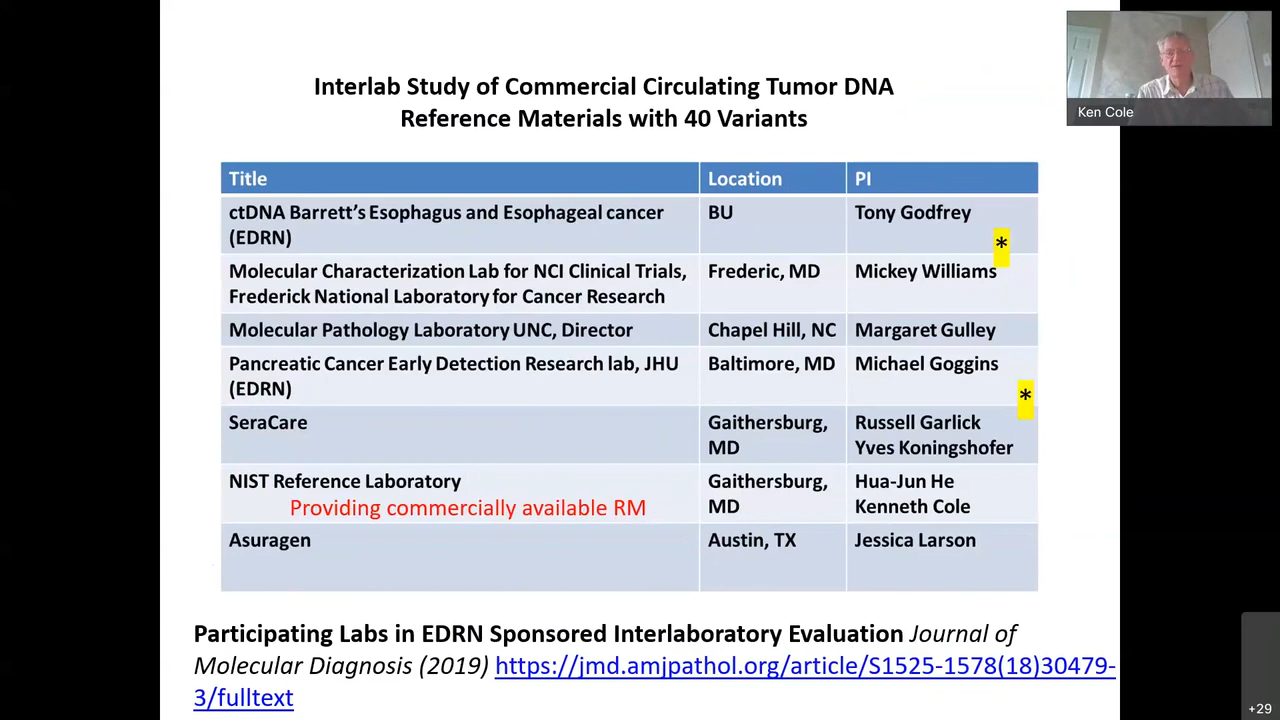 Interlab Study of Commercial Circulating Tumor DNA
Reference Materials with 40 Variants
Ken Cole
Title Location PI
ctDNA Barrett’s Esophagus and Esophageal cancer BU Tony Godfrey
(EDRN)
*
Molecular Characterization Lab for NCI Clinical Trials, Frederic, MD Mickey Williams
Frederick National Laboratory for Cancer Research
Molecular Pathology Laboratory UNC, Director Chapel Hill, NC Margaret Gulley
Pancreatic Cancer Early Detection Research lab, JHU Baltimore, MD Michael Goggins
(EDRN)
*
SeraCare Gaithersburg, Russell Garlick
MD Yves Koningshofer
NIST Reference Laboratory Gaithersburg, Hua-Jun He
Providing commercially available RM MD Kenneth Cole
Asuragen Austin, TX Jessica Larson
Participating Labs in EDRN Sponsored Interlaboratory Evaluation Journal of
Molecular Diagnosis (2019) https://jmd.amjpathol.org/article/S1525-1578(18)30479-
3/fulltext
+29